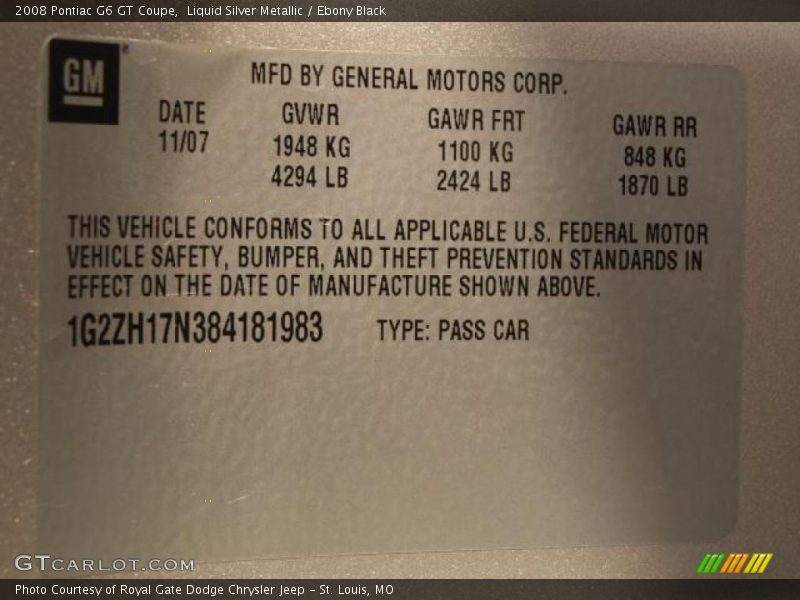 2008 Pontiac G6 GT Coupe,  Liquid Silver Metallic / Ebony Black
GM
MFD BY GENERAL MOTORS CORP.
DATE GVWR GAWR FRT GAWR RR
11/07 1948 KG 1100 KG 848 KG
4294 LB 2424 LB 1870 LB
THIS VEHICLE CONFORMS TO ALL APPLICABLE U.S. FEDERAL MOTOR
VEHICLE SAFETY, BUMPER, AND THEFT PREVENTION STANDARDS IN
EFFECT ON THE DATE OF MANUFACTURE SHOWN ABOVE.
1G2ZH17N384181983 TYPE: PASS CAR
GTCARLOT.COM
Photo Courtesy of Royal Gate Dodge Chrysler Jeep – St. Louis, MO